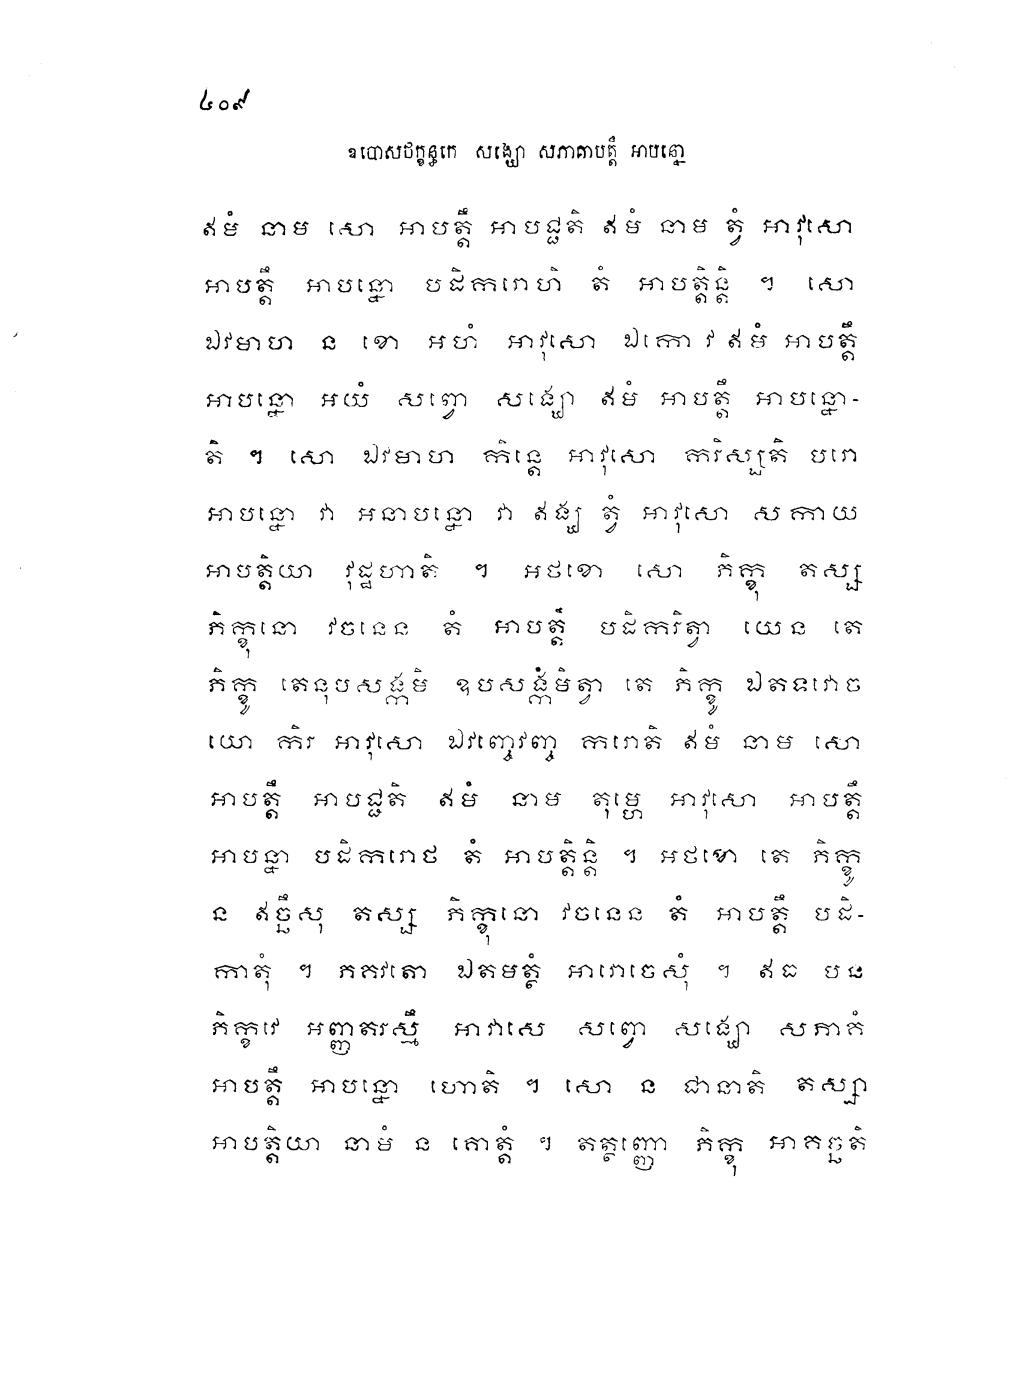 ៤០៩
ឧបោសថក្ខន្ធកេ សង្ឃោ សភាគាបត្តឹ អាបន្នោ
ឥមំ នាម សោ អាបត្តឹ អាបជ្ជតិ ឥមំ នាម ត្វំ អាវុសោ
អាបត្តឹ អាបន្នោ បដិករោហិ តំ អាបត្តិន្តិ ។ សោ
ឯវមាហ ន ខោ អហំ អាវុសោ ឯកោ វ ឥមំ អាបត្តឹ
អាបន្នោ អយំ សព្វោ សង្ឃោ ឥមំ អាបត្តឹ អាបន្នោ-
តិ ។ សោ ឯវមាហ កិន្តេ អាវុសោ ករិស្សតិ បរោ
អាបន្នោ វា អនាបន្នោ វា ឥង្ឃ ត្វំ អាវុសោ សកាយ
អាបត្តិយា វុដ្ឋហាតិ ។ អថខោ សោ ភិក្ខុ តស្ស
ភិក្ខុនោ វចនេន តំ អាបត្តឹ បដិករិត្វា យេន តេ
ភិក្ខូ តេនុបសង្កមិ ឧបសង្កមិត្វា តេ ភិក្ខូ ឯតទវោច
យោ កិរ អាវុសោ ឯវញ្ចេវញ្ច ករោតិ ឥមំ នាម សោ
អាបត្តឹ អាបជ្ជតិ ឥមំ នាម តុម្ហេ អាវុសោ អាបត្តឹ
អាបន្នា បដិករោថ តំ អាបត្តិន្តិ ។ អថខោ តេ ភិក្ខូ
ន ឥច្ឆឹសុ តស្ស ភិក្ខុនោ វចនេន តំ អាបត្តឹ បដិ-
កាតុំ ។ ភគវតោ ឯតមត្ថំ អារោចេសុំ ។ ឥធ បន
ភិក្ខវេ អញ្ញតរស្មឹ អាវាសេ សព្វោ សង្ឃោ សភាគំ
អាបត្តឹ អាបន្នោ ហោតិ ។ សោ ន ជានាតិ តស្សា
អាបត្តិយា នាមំ ន គោត្តំ ។ តត្ថញ្ញោ ភិក្ខុ អាគច្ឆតិ